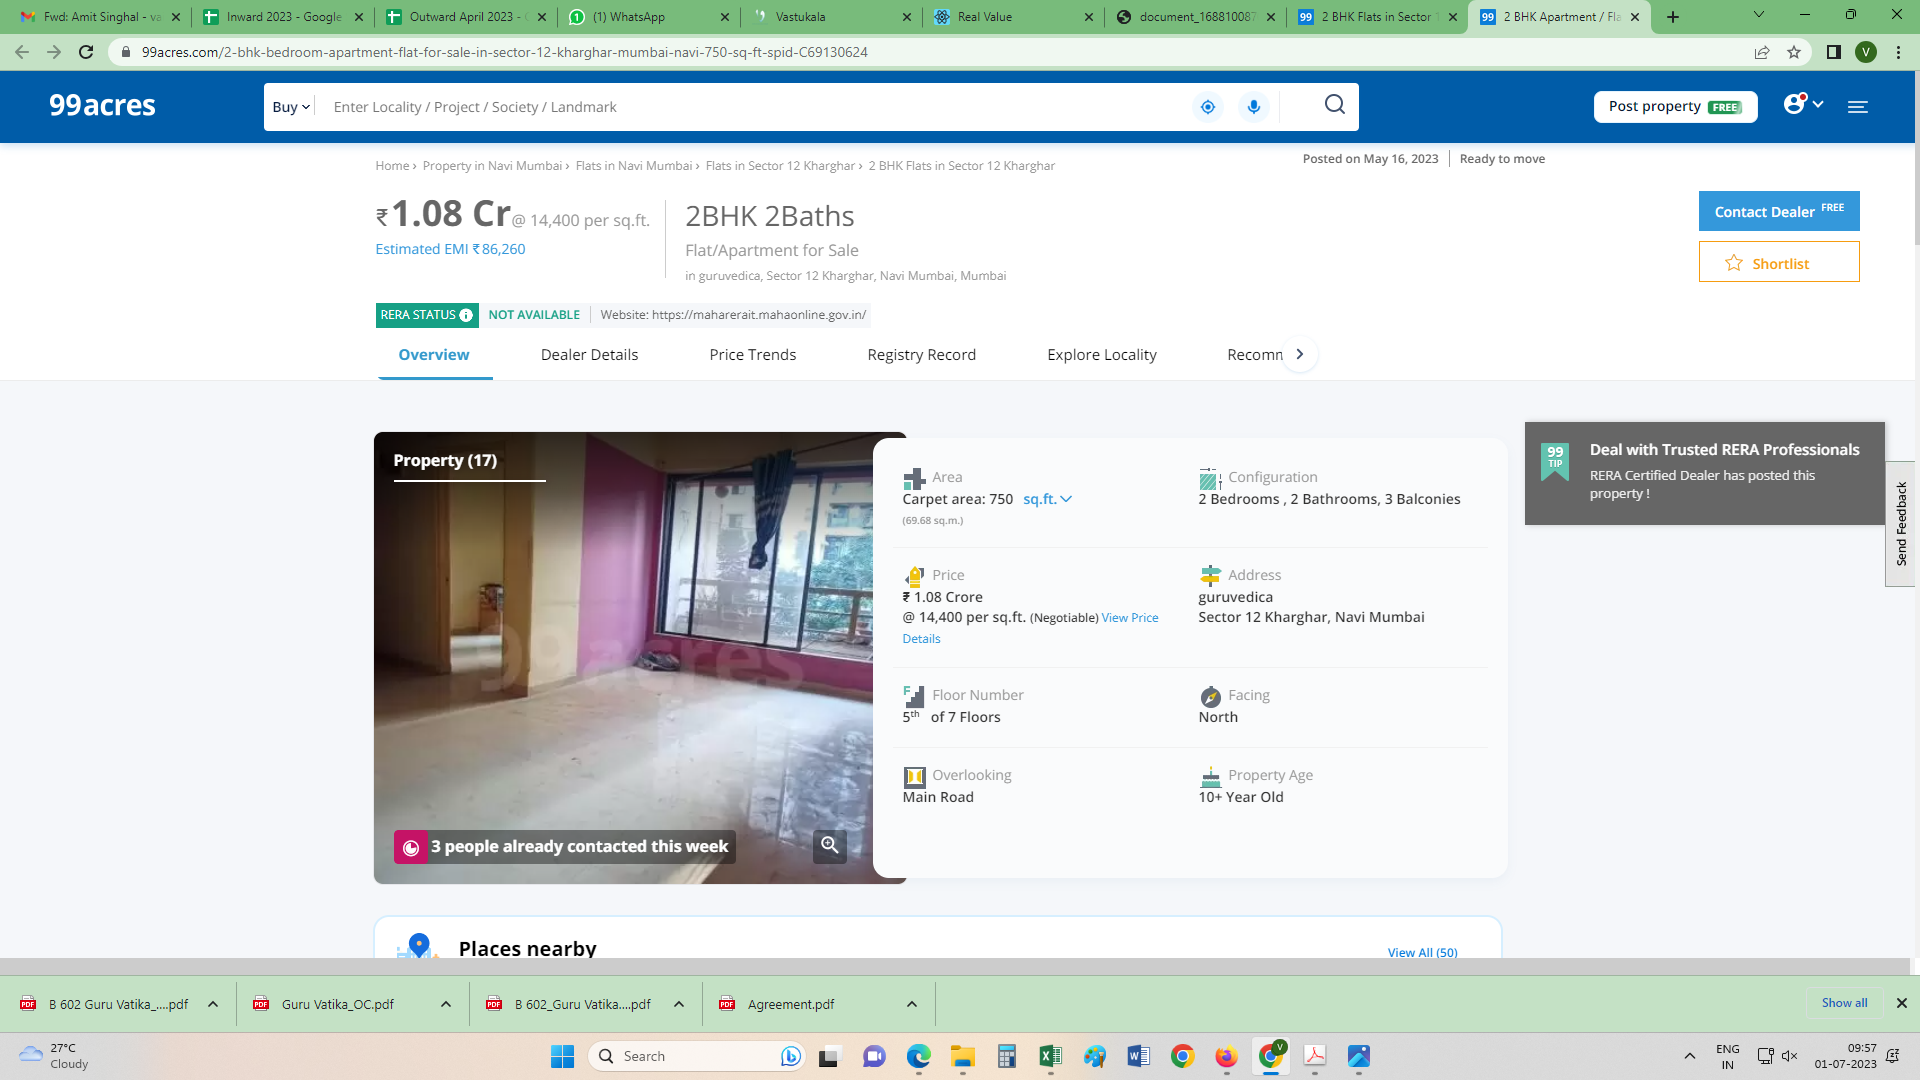 Fwd: Amit Singhal - va
Inward 2023 - Google
Outward April 2023 -
(1) WhatsApp
Vastukala
Real Value
document_168810087
2 BHK Flats in Sector 1
2 BHK Apartment / Fla
99acres.com/2-bhk-bedroom-apartment-flat-for-sale-in-sector-12-kharghar-mumbai-navi-750-sq-ft-spid-C69130624
V
99acres
Buy
Enter Locality / Project / Society / Landmark
Post property FREE
Home › Property in Navi Mumbai › Flats in Navi Mumbai › Flats in Sector 12 Kharghar › 2 BHK Flats in Sector 12 Kharghar
Posted on May 16, 2023 | Ready to move
₹ 1.08 Cr @ 14,400 per sq.ft.
Estimated EMI ₹ 86,260
2BHK 2Baths
Flat/Apartment for Sale
in guruvedica, Sector 12 Kharghar, Navi Mumbai, Mumbai
Contact Dealer FREE
Shortlist
RERA STATUS i NOT AVAILABLE | Website: https://maharerait.mahaonline.gov.in/
Overview
Dealer Details
Price Trends
Registry Record
Explore Locality
Recomm
Property (17)
99acres
3 people already contacted this week
Area
Carpet area: 750 sq.ft.
(69.68 sq.m.)
Configuration
2 Bedrooms , 2 Bathrooms, 3 Balconies
Price
₹ 1.08 Crore
@ 14,400 per sq.ft. (Negotiable) View Price
Details
Address
guruvedica
Sector 12 Kharghar, Navi Mumbai
Floor Number
5th of 7 Floors
Facing
North
Overlooking
Main Road
Property Age
10+ Year Old
99
TIP
Deal with Trusted RERA Professionals
RERA Certified Dealer has posted this
property !
Send Feedback
Places nearby
View All (50)
B 602 Guru Vatika_....pdf
Guru Vatika_OC.pdf
B 602_Guru Vatika....pdf
Agreement.pdf
Show all
27°C
Cloudy
Search
ENG
IN
09:57
01-07-2023